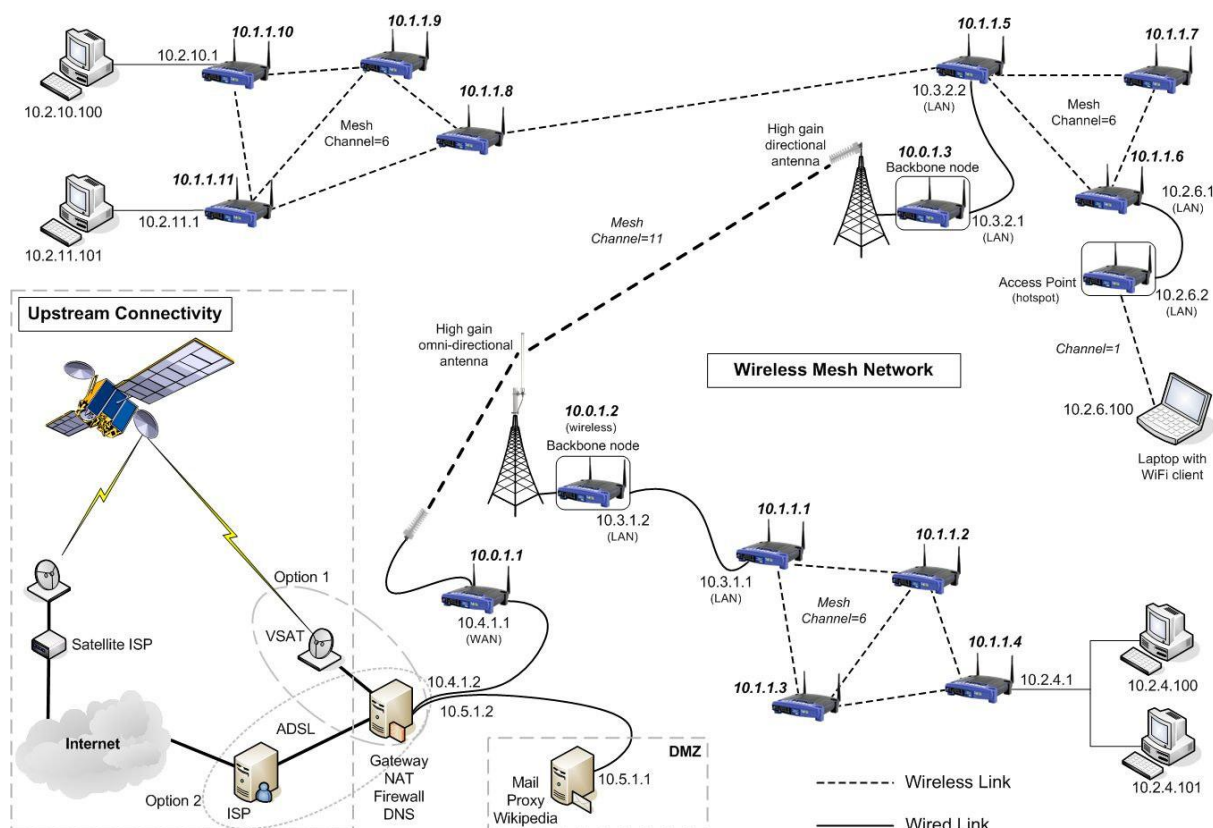 10.1.1.10
10.1.1.9
10.1.1.5
10.1.1.7
10.2.10.1
10.2.10.100
10.1.1.8
Mesh
Channel=6
10.3.2.2
(LAN)
Mesh
Channel=6
High gain
directional
antenna
10.0.1.3
Backbone node
10.3.2.1
(LAN)
10.1.1.6
10.2.6.1
(LAN)
10.1.1.11
10.2.11.1
10.2.11.101
Mesh
Channel=11
Access Point
(hotspot)
10.2.6.2
(LAN)
Channel=1
10.2.6.100
Laptop with
WiFi client
Upstream Connectivity
High gain
omni-directional
antenna
Wireless Mesh Network
10.0.1.2
(wireless)
Backbone node
10.3.1.2
(LAN)
10.1.1.1
10.1.1.2
10.3.1.1
(LAN)
Mesh
Channel=6
10.1.1.3
10.1.1.4
10.2.4.1
10.2.4.100
10.2.4.101
10.0.1.1
10.4.1.1
(WAN)
Option 1
VSAT
Satellite ISP
10.4.1.2
10.5.1.2
ADSL
Internet
Gateway
NAT
Firewall
DNS
Option 2
ISP
DMZ
Mail
Proxy
Wikipedia
10.5.1.1
Wireless Link
Wired Link